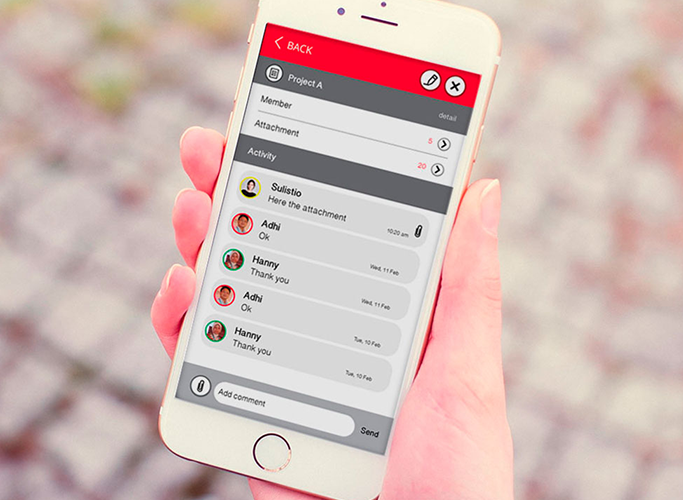 BACK
Project A
detail
Member
5
Attachment
20
Activity
Sulistio
Here the attachment
10:20 am
Adhi
Ok
Wed, 11 Feb
Hanny
Thank you
Wed, 11 Feb
Adhi
Ok
Tue, 10 Feb
Hanny
Thank you
Tue, 10 Feb
Add comment
Send